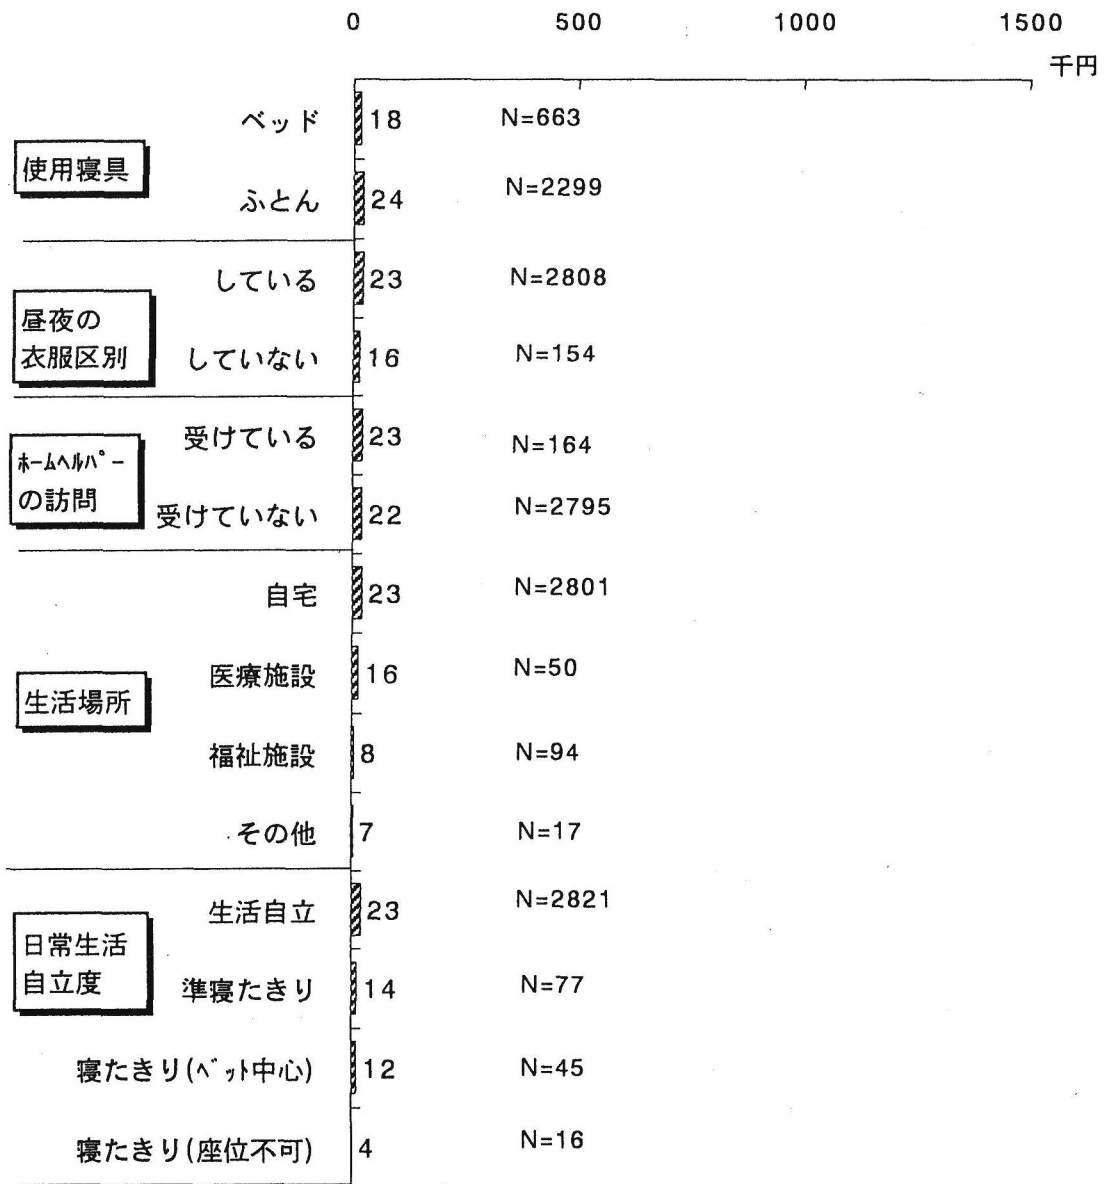 0 500 1000 1500
千円
使用寝具
ベッド 18 N=663
ふとん 24 N=2299
昼夜の
衣服区別
している 23 N=2808
していない 16 N=154
ﾎｰﾑﾍﾙﾊﾟｰ
の訪問
受けている 23 N=164
受けていない 22 N=2795
生活場所
自宅 23 N=2801
医療施設 16 N=50
福祉施設 8 N=94
その他 7 N=17
日常生活
自立度
生活自立 23 N=2821
準寝たきり 14 N=77
寝たきり(ﾍﾞｯﾄ中心) 12 N=45
寝たきり(座位不可) 4 N=16